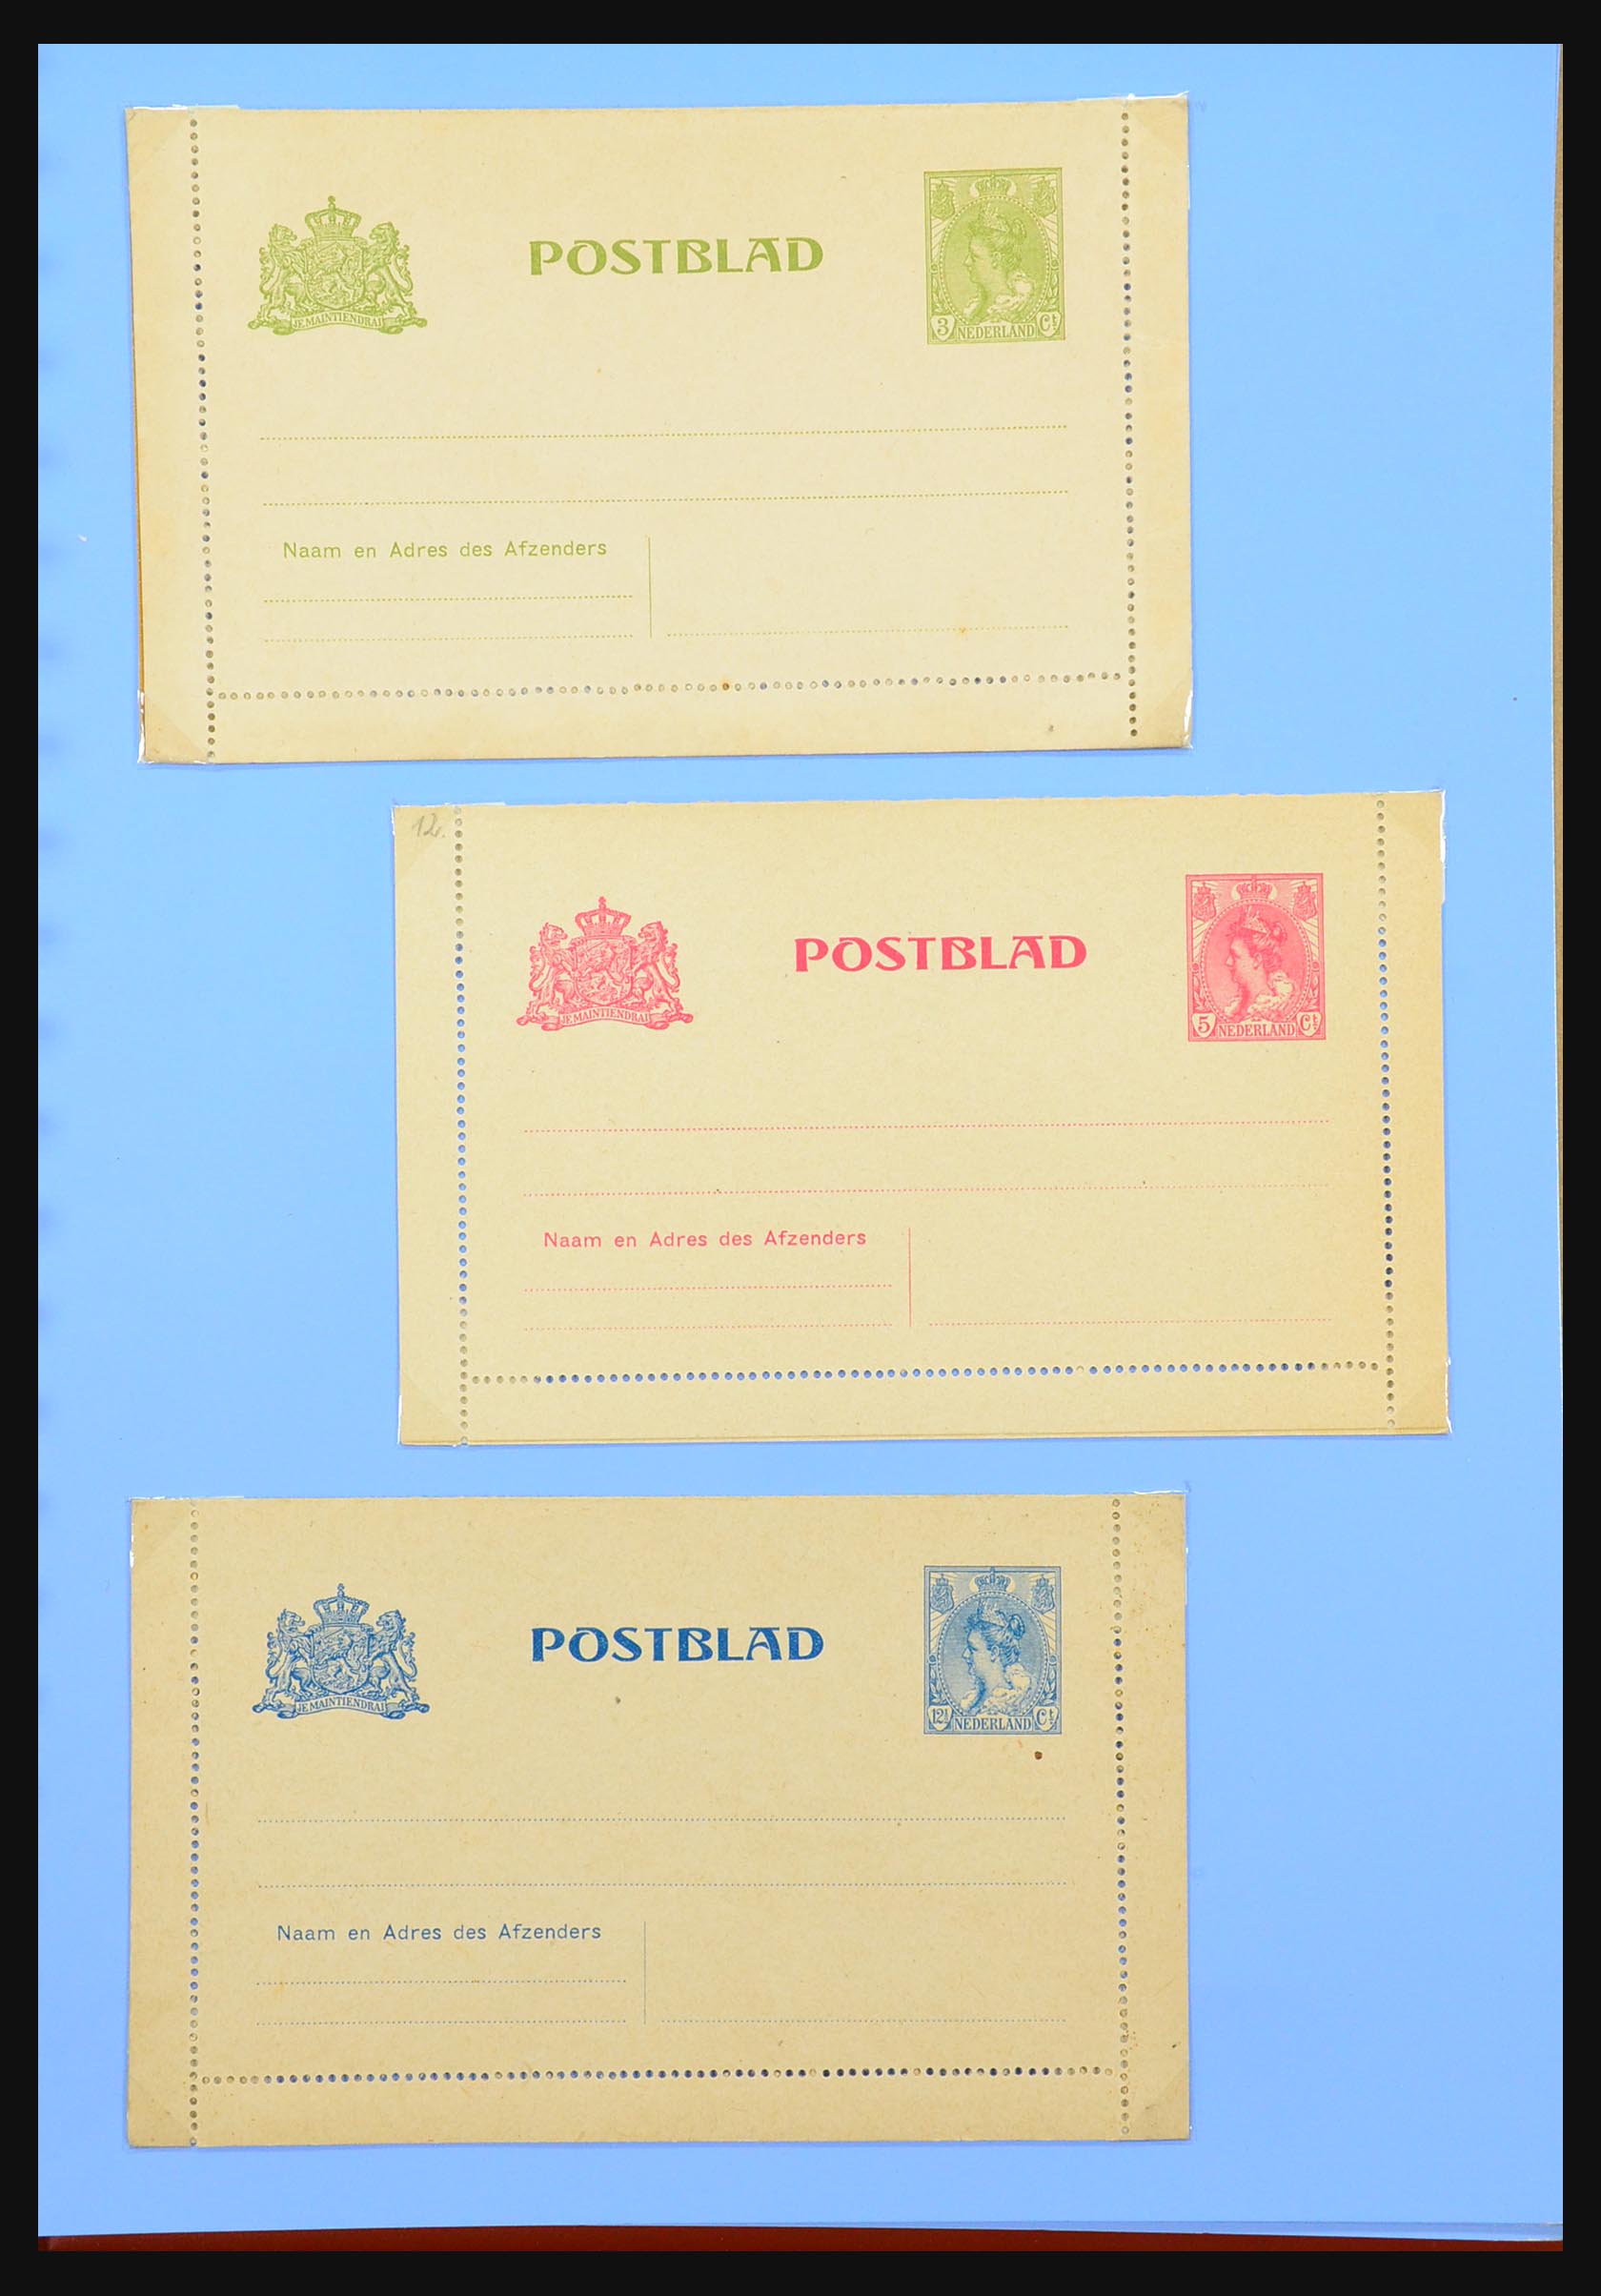 POSTBLAD
JE MAINTIENDRAI
3 NEDERLAND Ct
Naam en Adres des Afzenders
12.
POSTBLAD
JE MAINTIENDRAI
5 NEDERLAND Ct
Naam en Adres des Afzenders
POSTBLAD
JE MAINTIENDRAI
12½ NEDERLAND Ct
Naam en Adres des Afzenders